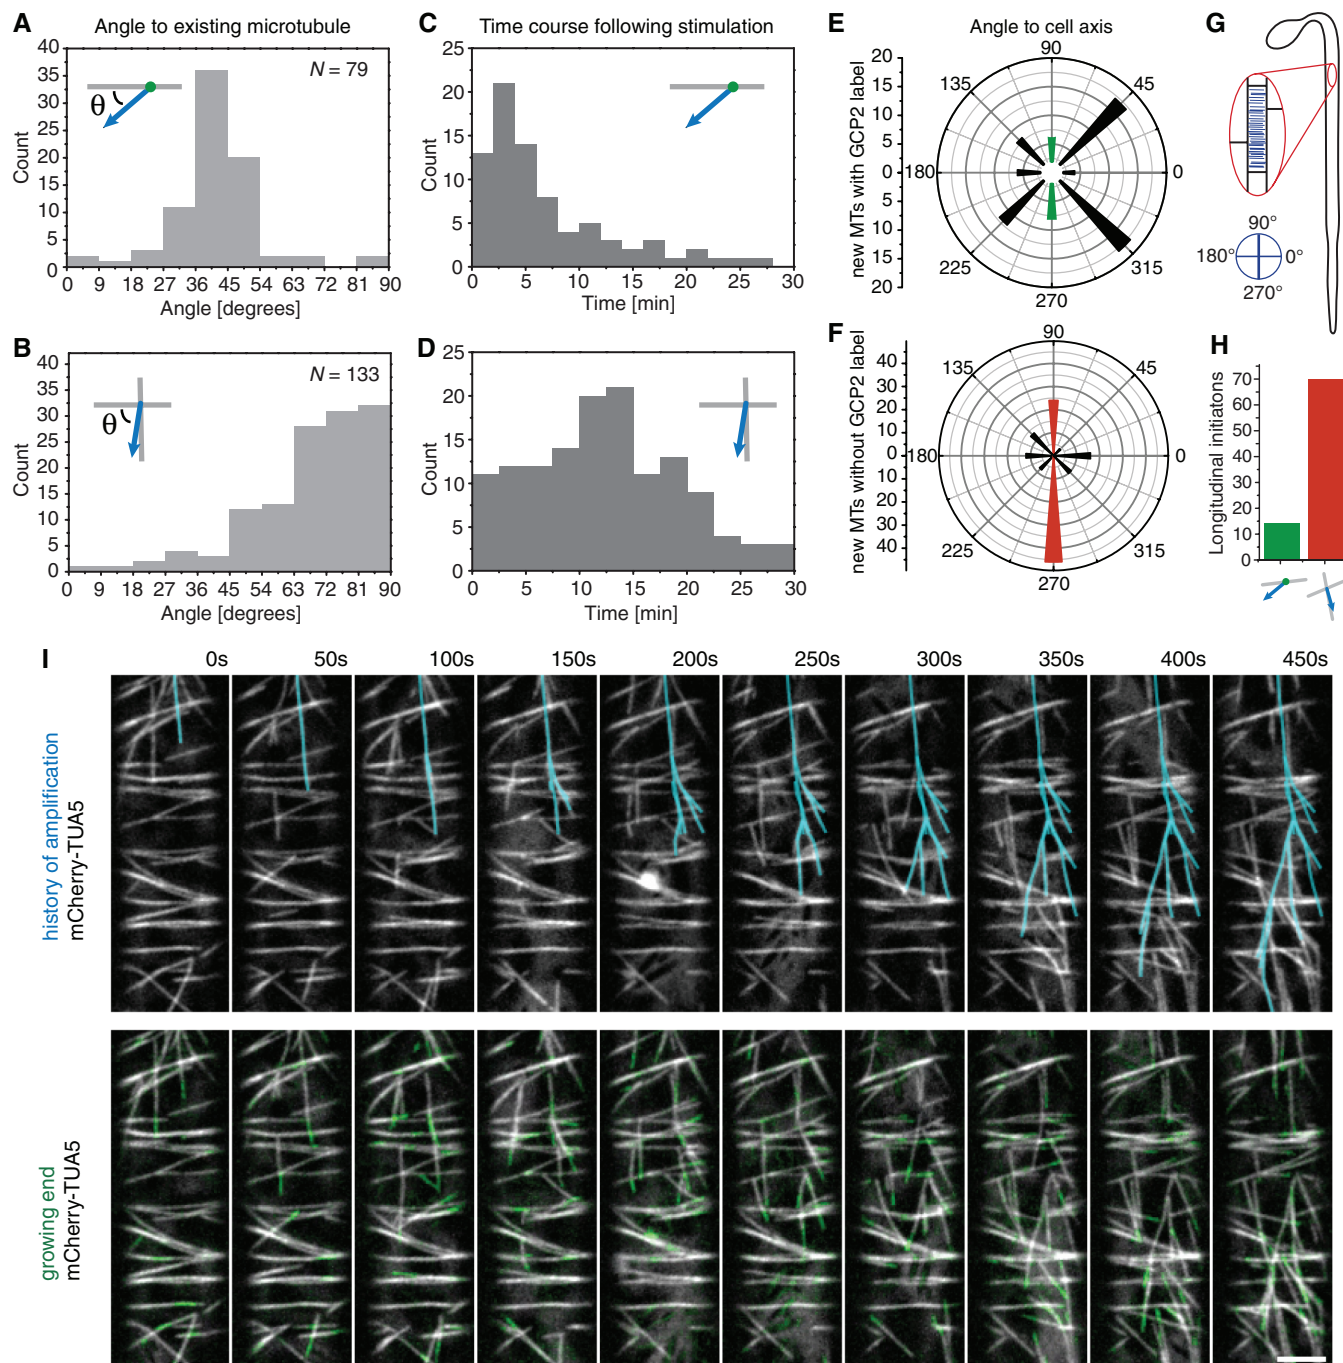 A Angle to existing microtubule
40
35
30
25
20
15
10
5
0
Count
N = 79
θ
0 9 18 27 36 45 54 63 72 81 90
Angle [degrees]
B
40
35
30
25
20
15
10
5
0
Count
N = 133
θ
0 9 18 27 36 45 54 63 72 81 90
Angle [degrees]
C Time course following stimulation
25
20
15
10
5
0
Count
0 5 10 15 20 25 30
Time [min]
D
25
20
15
10
5
0
Count
0 5 10 15 20 25 30
Time [min]
E Angle to cell axis
new MTs with GCP2 label
20
15
10
5
0
5
10
15
20
90
135 45
180 0
225 315
270
F
new MTs without GCP2 label
40
30
20
10
0
10
20
30
40
90
135 45
180 0
225 315
270
G
90°
180° 0°
270°
H
Longitudinal initiatons
70
60
50
40
30
20
10
0
I
0s 50s 100s 150s 200s 250s 300s 350s 400s 450s
history of amplification
mCherry-TUA5
growing end
mCherry-TUA5